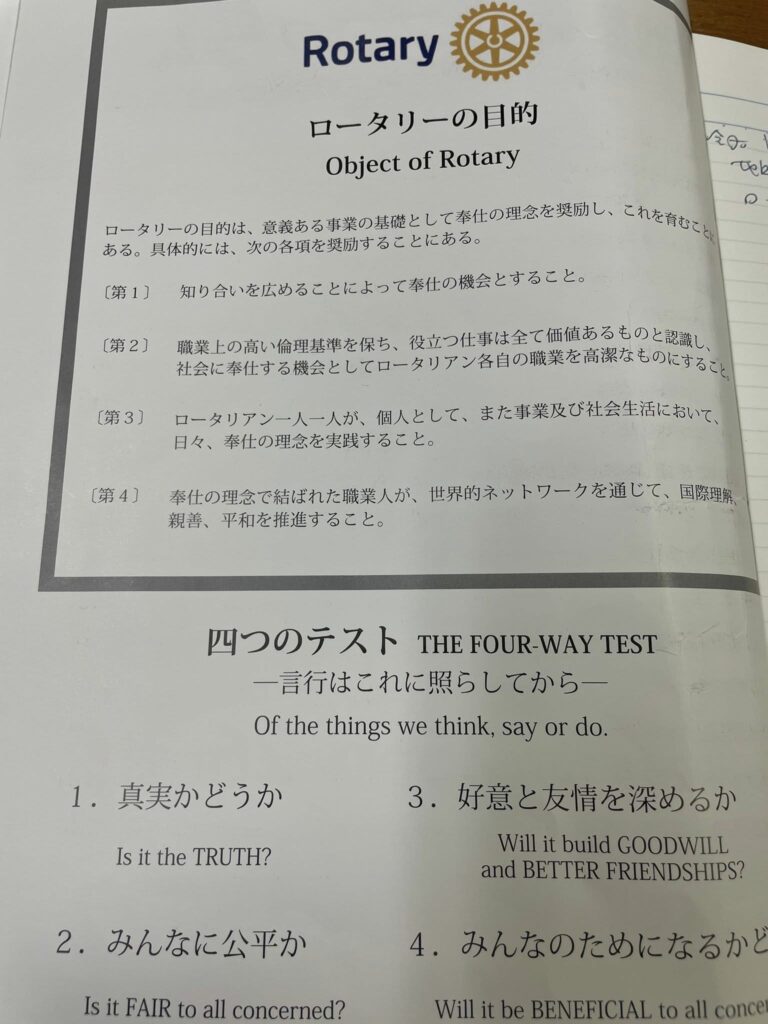 Rotary
ロータリーの目的
Object of Rotary
ロータリーの目的は、意義ある事業の基礎として奉仕の理念を奨励し、これを育むことに
ある。具体的には、次の各項を奨励することにある。
〔第１〕 知り合いを広めることによって奉仕の機会とすること。
〔第２〕 職業上の高い倫理基準を保ち、役立つ仕事は全て価値あるものと認識し、
社会に奉仕する機会としてロータリアン各自の職業を高潔なものにすること。
〔第３〕 ロータリアン一人一人が、個人として、また事業及び社会生活において、
日々、奉仕の理念を実践すること。
〔第４〕 奉仕の理念で結ばれた職業人が、世界的ネットワークを通じて、国際理解、
親善、平和を推進すること。
四つのテスト THE FOUR-WAY TEST
―言行はこれに照らしてから―
Of the things we think, say or do.
１．真実かどうか
Is it the TRUTH?
２．みんなに公平か
Is it FAIR to all concerned?
３．好意と友情を深めるか
Will it build GOODWILL
and BETTER FRIENDSHIPS?
４．みんなのためになるかど
Will it be BENEFICIAL to all